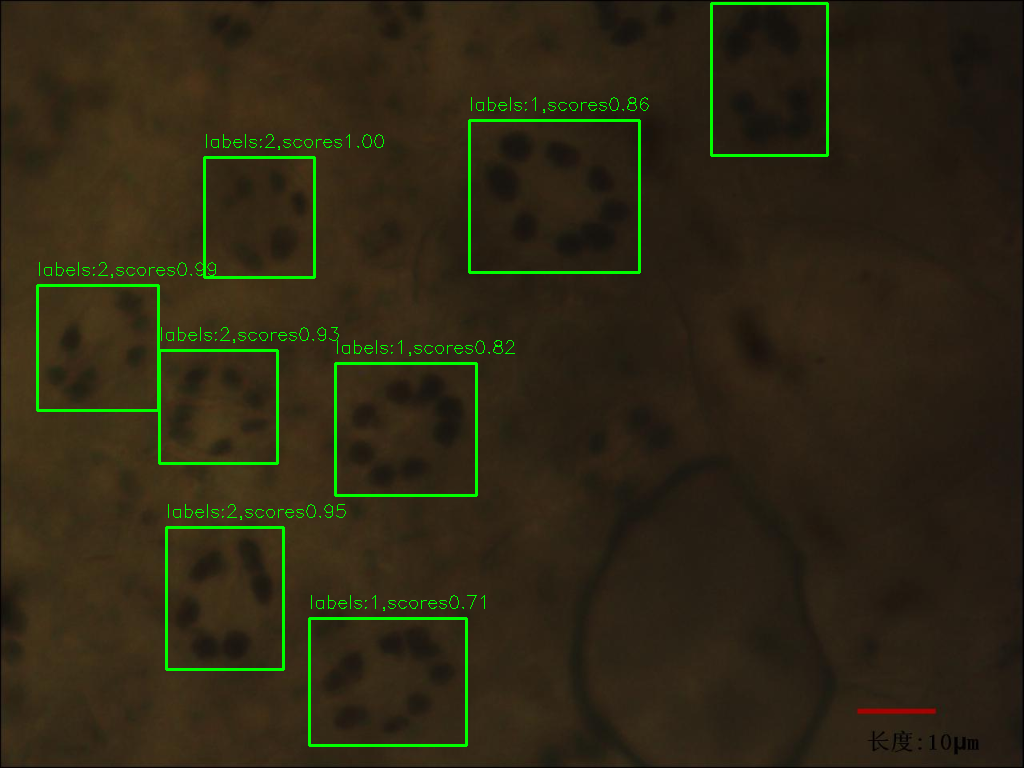 labels:1,scores0.86
labels:2,scores1.00
labels:2,scores0.99
labels:2,scores0.93
labels:1,scores0.82
labels:2,scores0.95
labels:1,scores0.71
长度:10μm